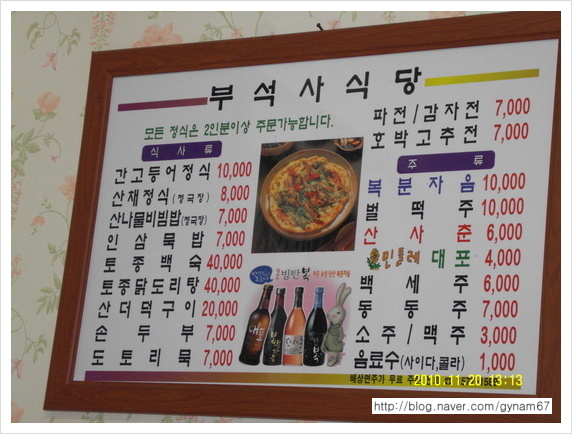 부석사식당
모든 정식은 2인분이상 주문가능합니다.
식 사 류
간고등어정식 10,000
산채정식(청국장) 8,000
산나물비빔밥(청국장) 7,000
인 삼 묵 밥 7,000
토 종 백 숙 40,000
토종닭도리탕 40,000
산더덕구이 20,000
손 두 부 7,000
도 토 리 묵 7,000
파전/감자전 7,000
호박고추전 7,000
주 류
복 분 자 음 10,000
벌 떡 주 10,000
산 사 춘 6,000
민들레 대포 4,000
백 세 주 6,000
동 동 주 7,000
소주/맥주 3,000
음료수(사이다,콜라) 1,000
빙탄복
배상면주가
2010.11.20 13:13
http://blog.naver.com/gynam67